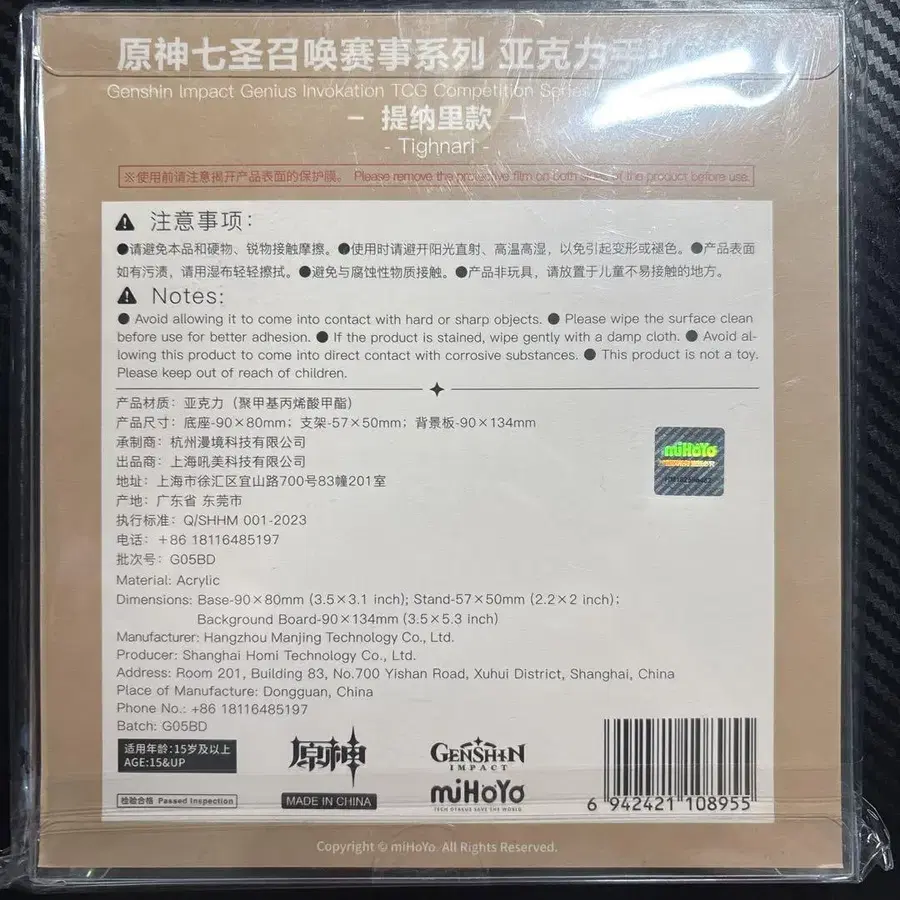 原神七圣召唤赛事系列 亚克力
Genshin Impact Genius Invokation TCG Competition Series
- 提纳里款 -
- Tighnari -
※使用前请注意揭开产品表面的保护膜。 Please remove the protective film on both sides of the product before use.
注意事项：
●请避免本品和硬物、锐物接触摩擦。●使用时请避开阳光直射、高温高湿，以免引起变形或褪色。●产品表面
如有污渍，请用湿布轻轻擦拭。●避免与腐蚀性物质接触。●产品非玩具，请放置于儿童不易接触的地方。
Notes:
● Avoid allowing it to come into contact with hard or sharp objects. ● Please wipe the surface clean
before use for better adhesion. ● If the product is stained, wipe gently with a damp cloth. ● Avoid al-
lowing this product to come into direct contact with corrosive substances. ● This product is not a toy.
Please keep out of reach of children.
产品材质：亚克力（聚甲基丙烯酸甲酯）
产品尺寸：底座-90×80mm；支架-57×50mm；背景板-90×134mm
承制商：杭州漫境科技有限公司
出品商：上海吼美科技有限公司
地址：上海市徐汇区宜山路700号83幢201室
产地：广东省 东莞市
执行标准：Q/SHHM 001-2023
电话：+86 18116485197
批次号：G05BD
Material: Acrylic
Dimensions: Base-90×80mm (3.5×3.1 inch); Stand-57×50mm (2.2×2 inch);
Background Board-90×134mm (3.5×5.3 inch)
Manufacturer: Hangzhou Manjing Technology Co., Ltd.
Producer: Shanghai Homi Technology Co., Ltd.
Address: Room 201, Building 83, No.700 Yishan Road, Xuhui District, Shanghai, China
Place of Manufacture: Dongguan, China
Phone No.: +86 18116485197
Batch: G05BD
miHoYo
适用年龄:15岁及以上
AGE:15&UP
检验合格 Passed Inspection
原神
MADE IN CHINA
GENSHIN
IMPACT
miHoYo
TECH OTAKUS SAVE THE WORLD
6 942421 108955
Copyright © miHoYo. All Rights Reserved.